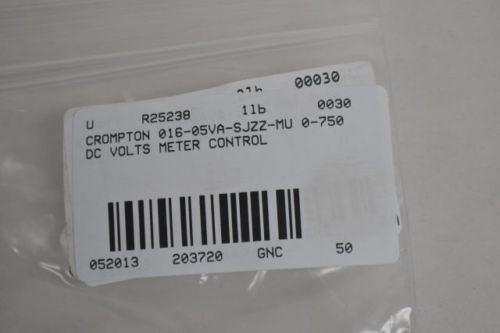 1lb 00030
U R25238 1lb 0030
CROMPTON 016-05VA-SJZZ-MU 0-750
DC VOLTS METER CONTROL
052013 203720 GNC 50